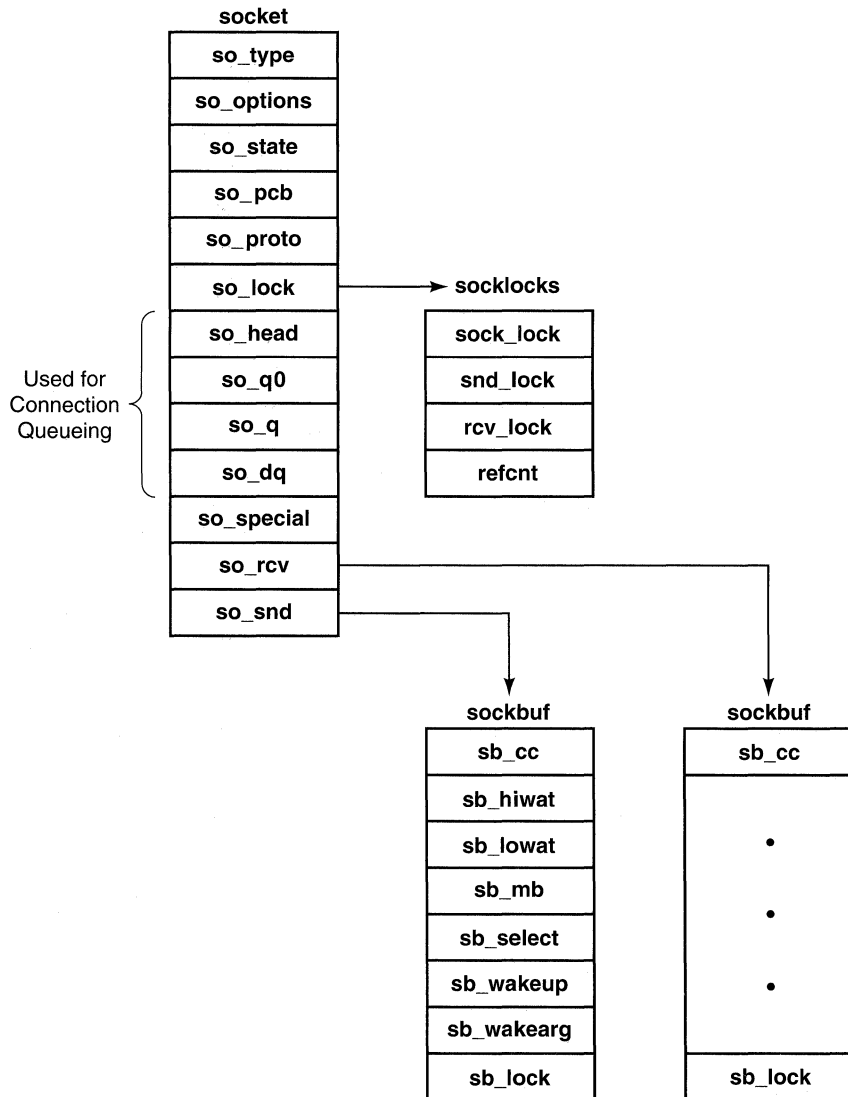 socket
so_type
so_options
so_state
so_pcb
so_proto
so_lock
socklocks
so_head
so_q0
so_q
so_dq
Used for
Connection
Queueing
sock_lock
snd_lock
rcv_lock
refcnt
so_special
so_rcv
so_snd
sockbuf
sb_cc
sb_hiwat
sb_lowat
sb_mb
sb_select
sb_wakeup
sb_wakearg
sb_lock
sockbuf
sb_cc
sb_lock